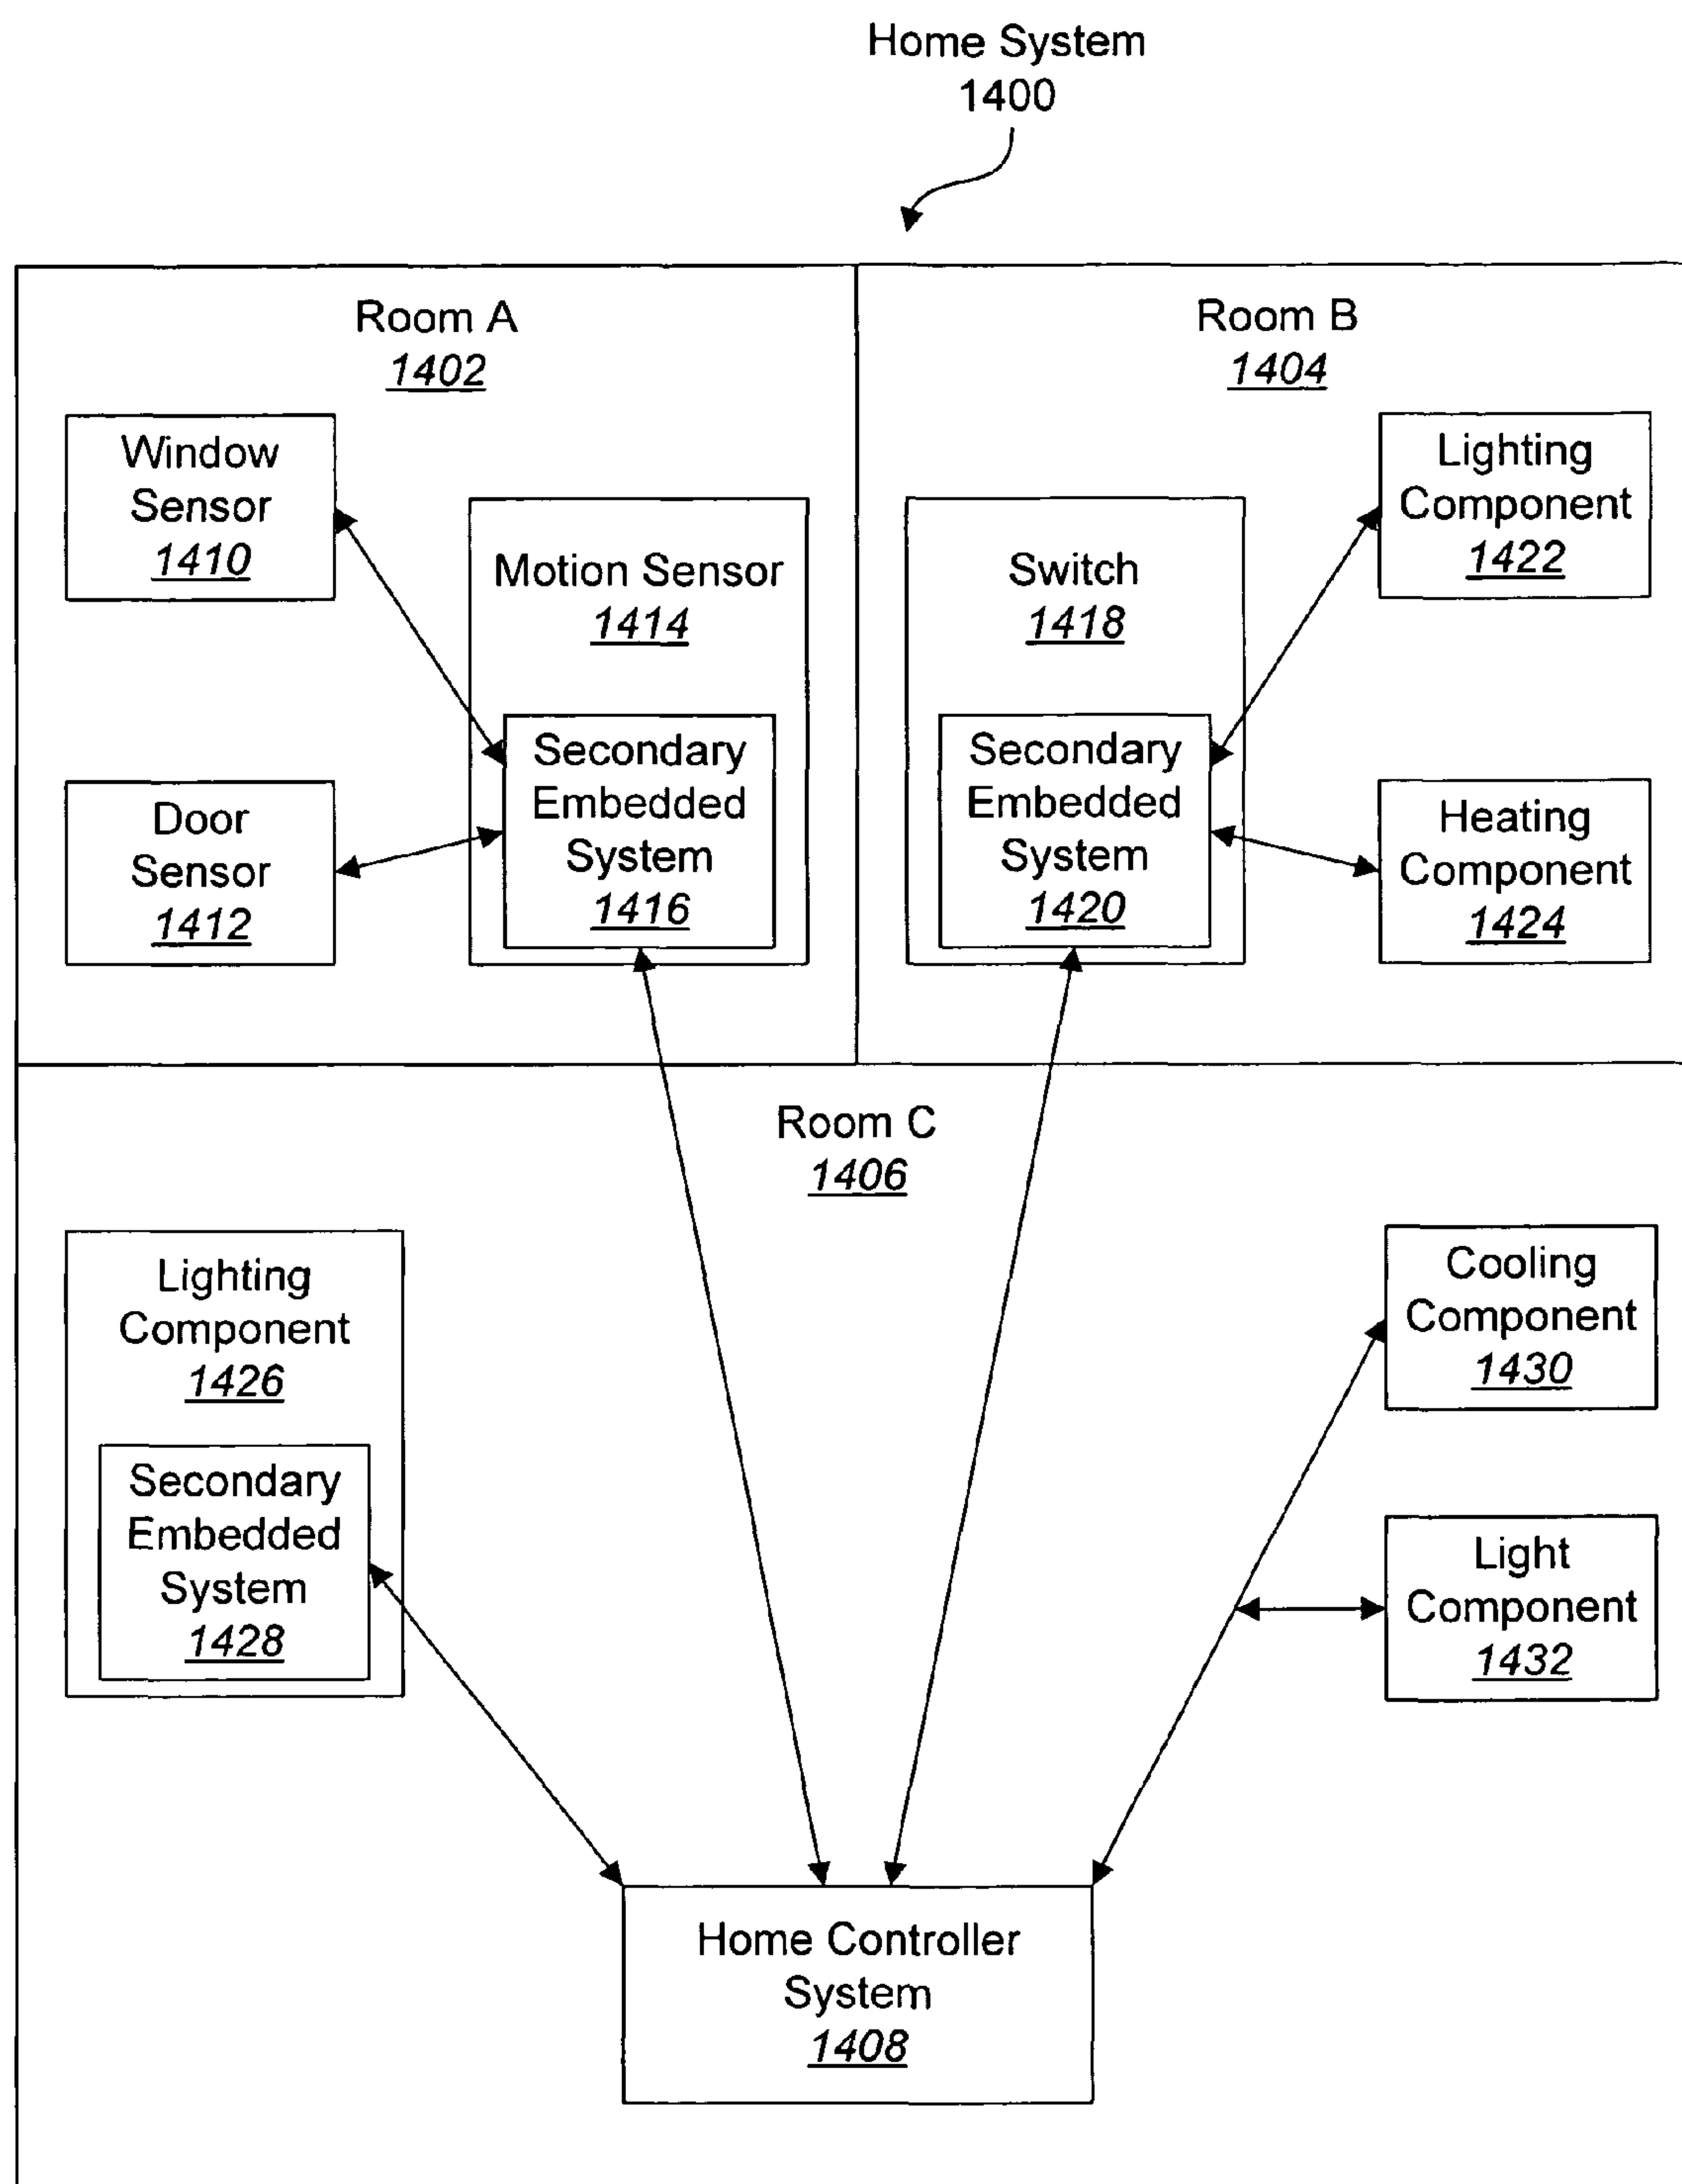 Home System
1400
Room A
1402
Window
Sensor
1410
Motion Sensor
1414
Door
Sensor
1412
Secondary
Embedded
System
1416
Room B
1404
Switch
1418
Lighting
Component
1422
Secondary
Embedded
System
1420
Heating
Component
1424
Room C
1406
Lighting
Component
1426
Secondary
Embedded
System
1428
Cooling
Component
1430
Light
Component
1432
Home Controller
System
1408